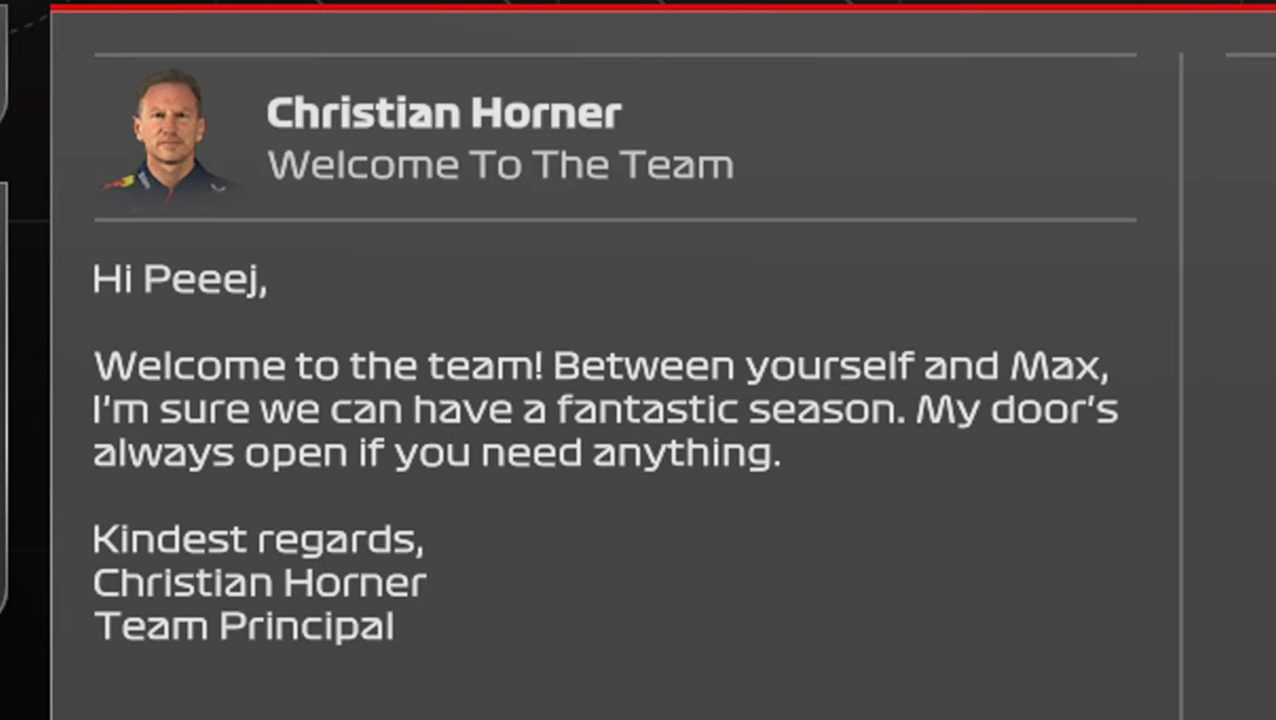 Christian Horner
Welcome To The Team
Hi Peeej,
Welcome to the team! Between yourself and Max,
I'm sure we can have a fantastic season. My door's
always open if you need anything.
Kindest regards,
Christian Horner
Team Principal